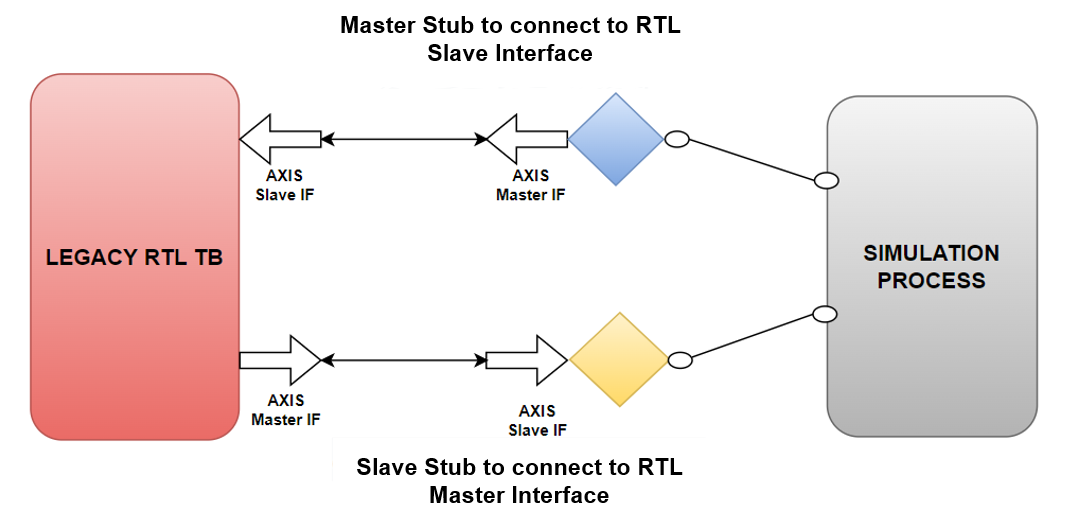 Master Stub to connect to RTL
Slave Interface
AXIS
Slave IF
AXIS
Master IF
LEGACY RTL TB
SIMULATION
PROCESS
AXIS
Master IF
AXIS
Slave IF
Slave Stub to connect to RTL
Master Interface